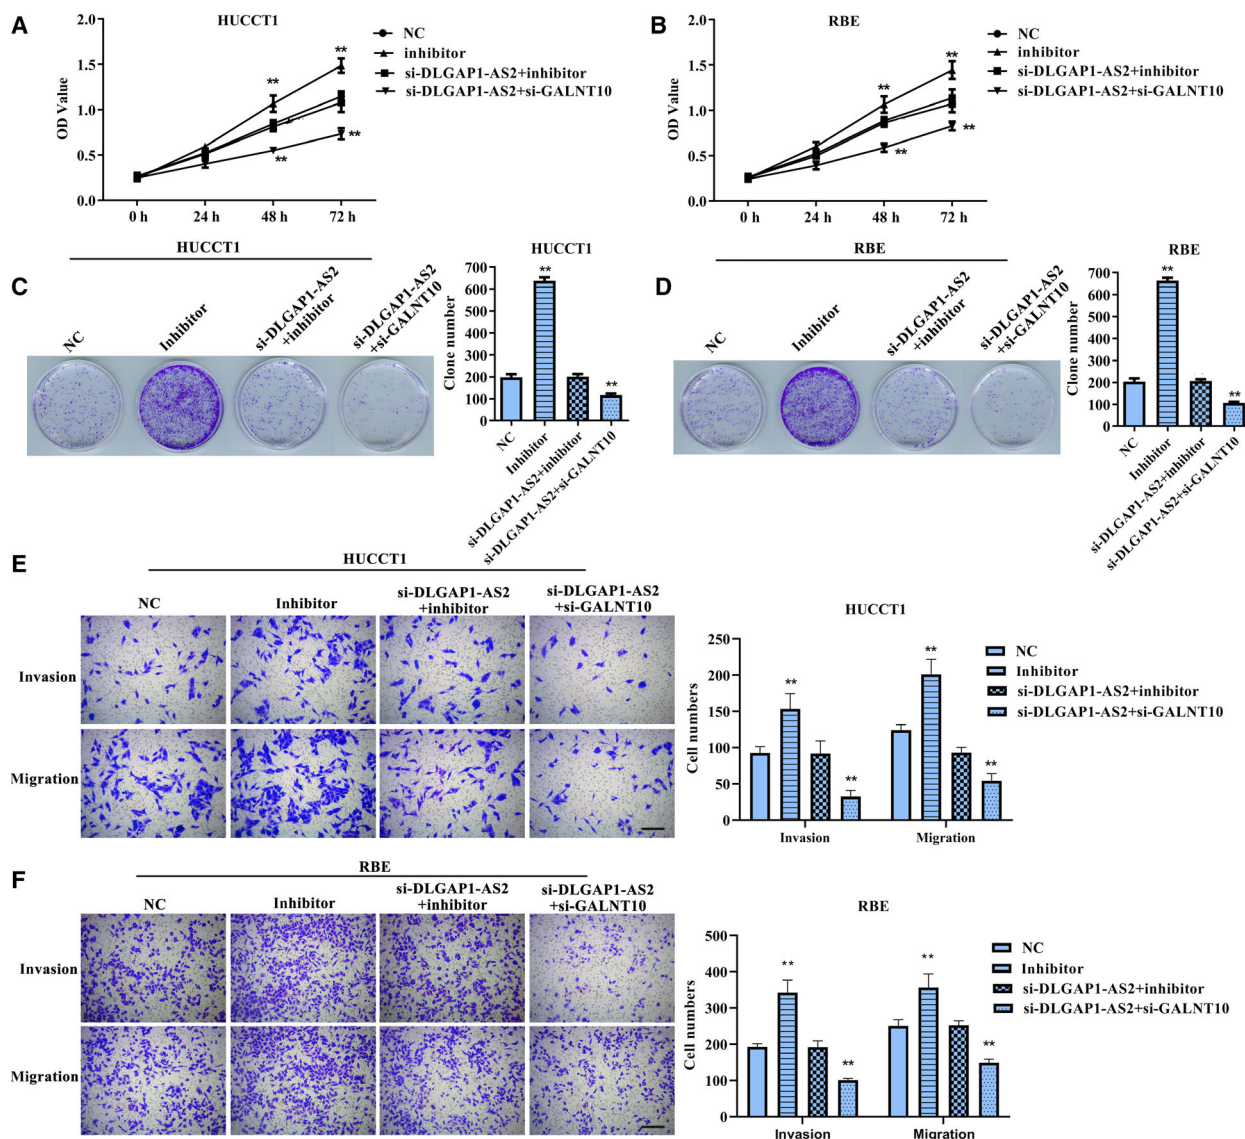 A
HUCCT1
OD Value
2.0
1.5
1.0
0.5
0.0
0 h
24 h
48 h
72 h
**
**
**
**
NC
inhibitor
si-DLGAP1-AS2+inhibitor
si-DLGAP1-AS2+si-GALNT10
B
RBE
OD Value
2.0
1.5
1.0
0.5
0.0
0 h
24 h
48 h
72 h
**
**
**
**
NC
inhibitor
si-DLGAP1-AS2+inhibitor
si-DLGAP1-AS2+si-GALNT10
C
HUCCT1
NC
Inhibitor
si-DLGAP1-AS2
+inhibitor
si-DLGAP1-AS2
+si-GALNT10
HUCCT1
Clone number
700
600
500
400
300
200
100
0
**
**
NC
Inhibitor
si-DLGAP1-AS2+inhibitor
si-DLGAP1-AS2+si-GALNT10
D
RBE
NC
Inhibitor
si-DLGAP1-AS2
+inhibitor
si-DLGAP1-AS2
+si-GALNT10
RBE
Clone number
700
600
500
400
300
200
100
0
**
**
NC
Inhibitor
si-DLGAP1-AS2+inhibitor
si-DLGAP1-AS2+si-GALNT10
E
HUCCT1
NC
Inhibitor
si-DLGAP1-AS2
+inhibitor
si-DLGAP1-AS2
+si-GALNT10
Invasion
Migration
HUCCT1
Cell numbers
250
200
150
100
50
0
**
**
**
**
Invasion
Migration
NC
Inhibitor
si-DLGAP1-AS2+inhibitor
si-DLGAP1-AS2+si-GALNT10
F
RBE
NC
Inhibitor
si-DLGAP1-AS2
+inhibitor
si-DLGAP1-AS2
+si-GALNT10
Invasion
Migration
RBE
Cell numbers
500
400
300
200
100
0
**
**
**
**
Invasion
Migration
NC
Inhibitor
si-DLGAP1-AS2+inhibitor
si-DLGAP1-AS2+si-GALNT10